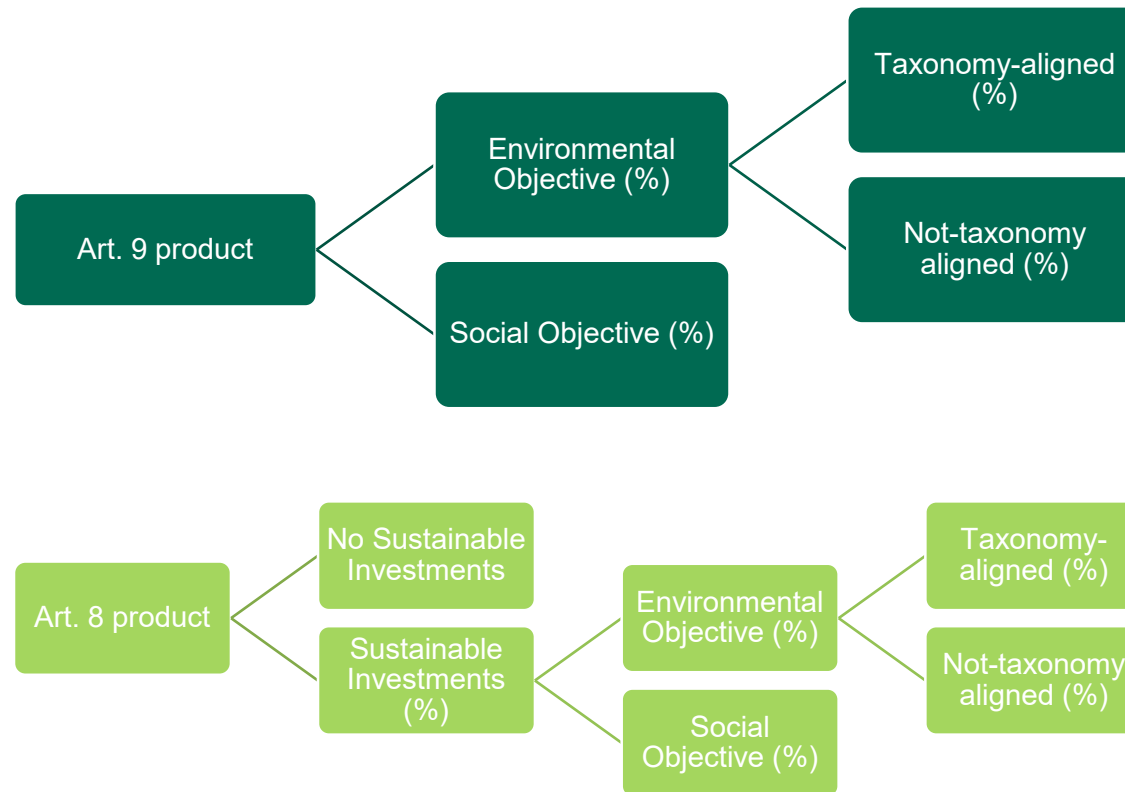 Art. 9 product
Environmental
Objective (%)
Social Objective (%)
Taxonomy-aligned
(%)
Not-taxonomy
aligned (%)
Art. 8 product
No Sustainable
Investments
Sustainable
Investments
(%)
Environmental
Objective (%)
Social
Objective (%)
Taxonomy-
aligned (%)
Not-taxonomy
aligned (%)